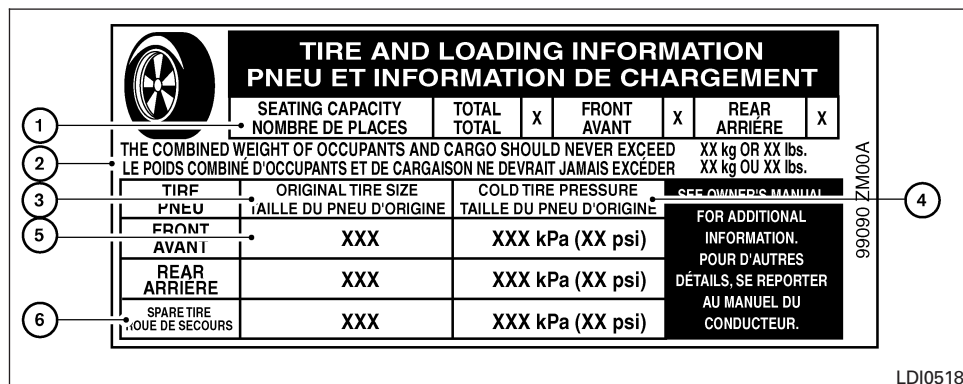 TIRE AND LOADING INFORMATION
PNEU ET INFORMATION DE CHARGEMENT
SEATING CAPACITY TOTAL X FRONT X REAR X
NOMBRE DE PLACES TOTAL AVANT ARRIÈRE
1
THE COMBINED WEIGHT OF OCCUPANTS AND CARGO SHOULD NEVER EXCEED XX kg OR XX lbs.
LE POIDS COMBINÉ D'OCCUPANTS ET DE CARGAISON NE DEVRAIT JAMAIS EXCÉDER XX kg OU XX lbs.
2
TIRE ORIGINAL TIRE SIZE COLD TIRE PRESSURE
PNEU TAILLE DU PNEU D'ORIGINE TAILLE DU PNEU D'ORIGINE
3
4
FRONT XXX XXX kPa (XX psi)
AVANT
5
REAR XXX XXX kPa (XX psi)
ARRIÈRE
SPARE TIRE XXX XXX kPa (XX psi)
ROUE DE SECOURS
6
SEE OWNER'S MANUAL
FOR ADDITIONAL
INFORMATION.
POUR D'AUTRES
DÉTAILS, SE REPORTER
AU MANUEL DU
CONDUCTEUR.
99090 ZM00A
LDI0518